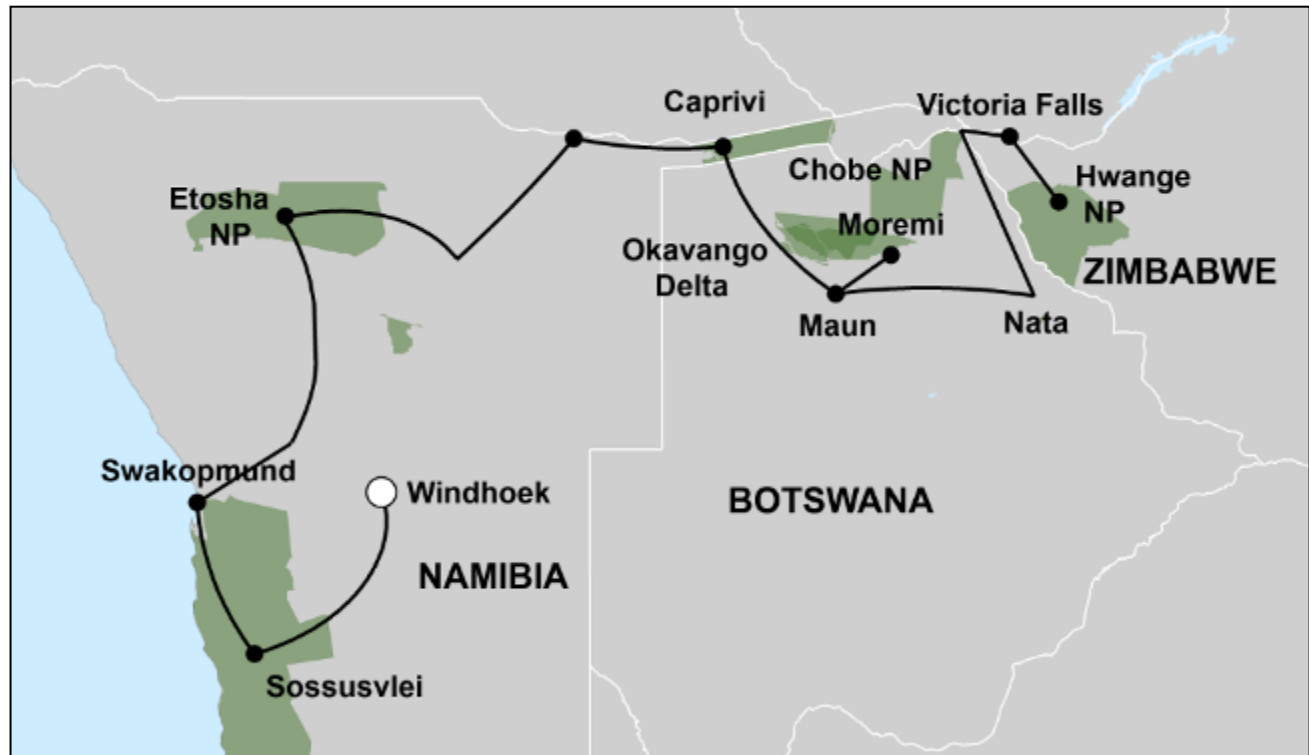 Caprivi
Victoria Falls
Etosha
NP
Chobe NP
Hwange
NP
Moremi
Okavango
Delta
ZIMBABWE
Maun
Nata
Swakopmund
Windhoek
BOTSWANA
NAMIBIA
Sossusvlei